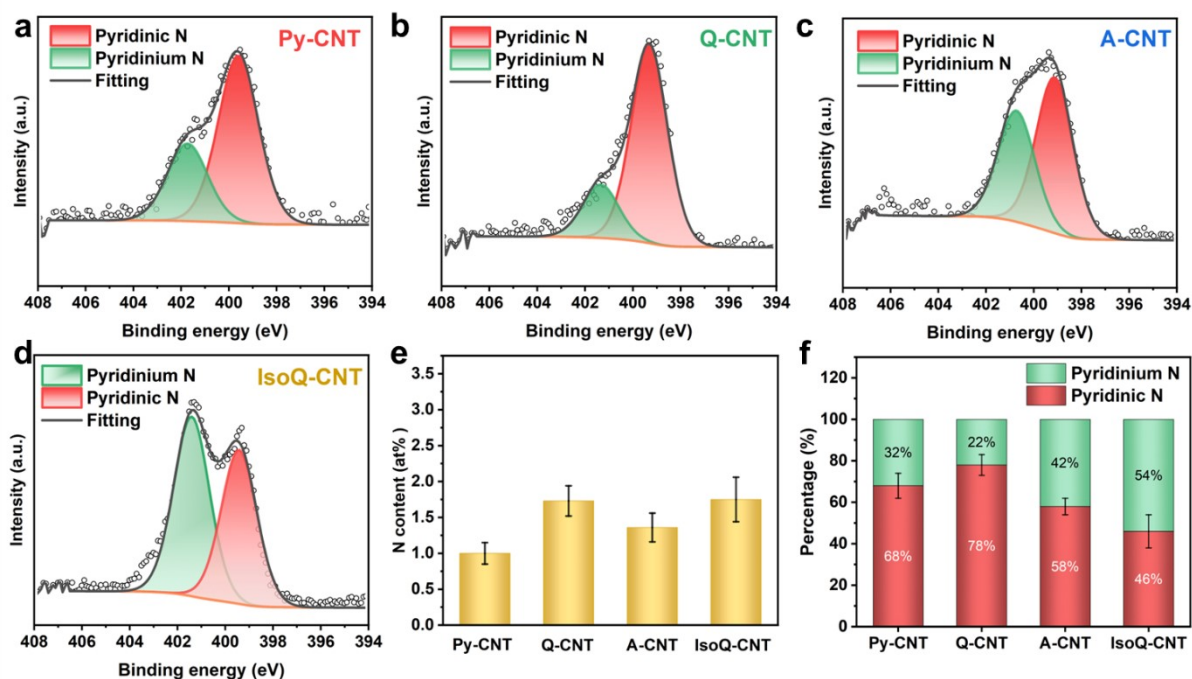 a
Pyridinic N
Pyridinium N
Fitting
Py-CNT
Intensity (a.u.)
408 406 404 402 400 398 396 394
Binding energy (eV)
b
Pyridinic N
Pyridinium N
Fitting
Q-CNT
Intensity (a.u.)
408 406 404 402 400 398 396 394
Binding energy (eV)
c
Pyridinic N
Pyridinium N
Fitting
A-CNT
Intensity (a.u.)
408 406 404 402 400 398 396 394
Binding energy (eV)
d
Pyridinium N
Pyridinic N
Fitting
IsoQ-CNT
Intensity (a.u.)
408 406 404 402 400 398 396 394
Binding energy (eV)
e
N content (at%)
3.5
3.0
2.5
2.0
1.5
1.0
0.5
0.0
Py-CNT Q-CNT A-CNT IsoQ-CNT
f
Pyridinium N
Pyridinic N
Percentage (%)
120
100
80
60
40
20
0
32% 22% 42% 54%
68% 78% 58% 46%
Py-CNT Q-CNT A-CNT IsoQ-CNT